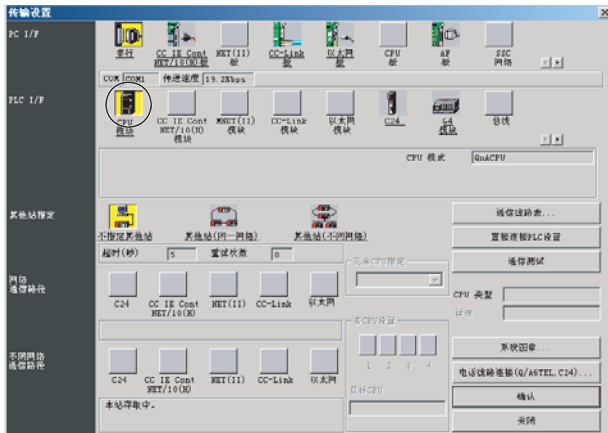 传输设置
PC I/F
串行
CC IE Cont NET/10(H)板
NET(II)板
CC-Link板
以太网板
CPU板
AF板
SSC网络
COM COM1 传送速度 19.2Kbps
PLC I/F
CPU模块
CC IE Cont NET/10(H)模块
MNET(II)模块
CC-Link模块
以太网模块
C24
G4模块
总线
CPU 模式 QnACPU
其他站指定
不指定其他站
其他站(同一网络)
其他站(不同网络)
通信线路表...
直接连接PLC设置
通信测试
超时(秒) 5 重试次数 0
冗余CPU指定
网络通信路径
C24
CC IE Cont NET/10(H)
NET(II)
CC-Link
以太网
CPU 类型
详细
多CPU设置
1 2 3 4
目标CPU
不同网络通信路径
C24
CC IE Cont NET/10(H)
NET(II)
CC-Link
以太网
本站存取中。
系统图象...
电话线路连接(Q/A6TEL,C24)...
确认
关闭